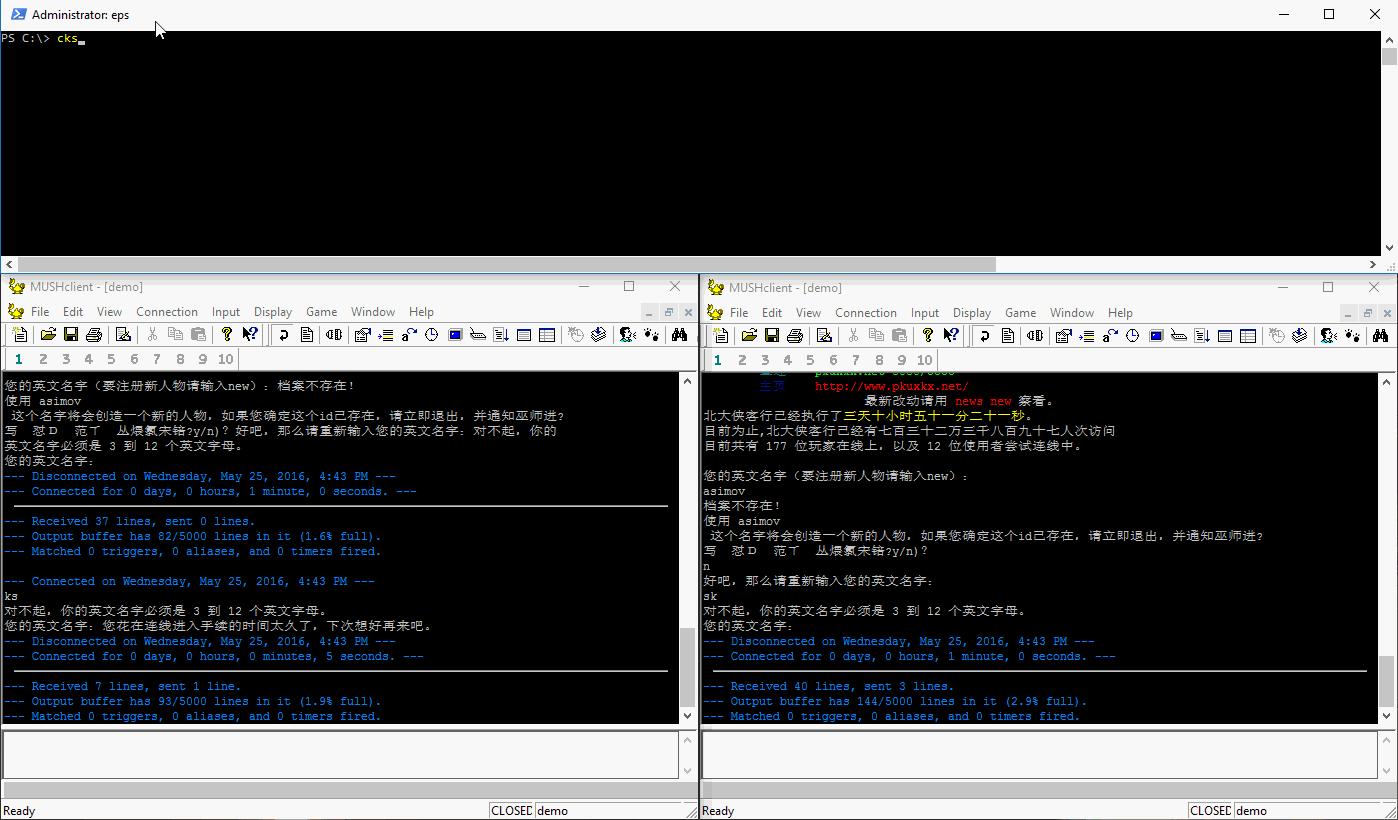 Administrator: eps
PS C:\> cks
MUSHclient - [demo]
File Edit View Connection Input Display Game Window Help
1 2 3 4 5 6 7 8 9 10
您的英文名字（要注册新人物请输入new）：档案不存在！
使用 asimov
这个名字将会创造一个新的人物，如果您确定这个id已存在，请立即退出，并通知巫师进?
写 怼Ｄ 范丅 丛煨氯宋锫?y/n)？好吧，那么请重新输入您的英文名字：对不起，你的
英文名字必须是 3 到 12 个英文字母。
您的英文名字：
--- Disconnected on Wednesday, May 25, 2016, 4:43 PM ---
--- Connected for 0 days, 0 hours, 1 minute, 0 seconds. ---
--- Received 37 lines, sent 0 lines.
--- Output buffer has 82/5000 lines in it (1.6% full).
--- Matched 0 triggers, 0 aliases, and 0 timers fired.
--- Connected on Wednesday, May 25, 2016, 4:43 PM ---
ks
对不起，你的英文名字必须是 3 到 12 个英文字母。
您的英文名字：您花在连线进入手续的时间太久了，下次想好再来吧。
--- Disconnected on Wednesday, May 25, 2016, 4:43 PM ---
--- Connected for 0 days, 0 hours, 0 minutes, 5 seconds. ---
--- Received 7 lines, sent 1 line.
--- Output buffer has 93/5000 lines in it (1.9% full).
--- Matched 0 triggers, 0 aliases, and 0 timers fired.
Ready CLOSED demo
MUSHclient - [demo]
File Edit View Connection Input Display Game Window Help
1 2 3 4 5 6 7 8 9 10
主页 http://www.pkuxkx.net/
最新改动请用 news new 察看。
北大侠客行已经执行了三天十小时五十一分二十一秒。
目前为止,北大侠客行已经有七百三十二万三千八百九十七人次访问
目前共有 177 位玩家在线上，以及 12 位使用者尝试连线中。
您的英文名字（要注册新人物请输入new）：
asimov
档案不存在！
使用 asimov
这个名字将会创造一个新的人物，如果您确定这个id已存在，请立即退出，并通知巫师进?
写 怼Ｄ 范丅 丛煨氯宋锫?y/n)？
n
好吧，那么请重新输入您的英文名字：
sk
对不起，你的英文名字必须是 3 到 12 个英文字母。
您的英文名字：
--- Disconnected on Wednesday, May 25, 2016, 4:43 PM ---
--- Connected for 0 days, 0 hours, 1 minute, 0 seconds. ---
--- Received 40 lines, sent 3 lines.
--- Output buffer has 144/5000 lines in it (2.9% full).
--- Matched 0 triggers, 0 aliases, and 0 timers fired.
Ready CLOSED demo